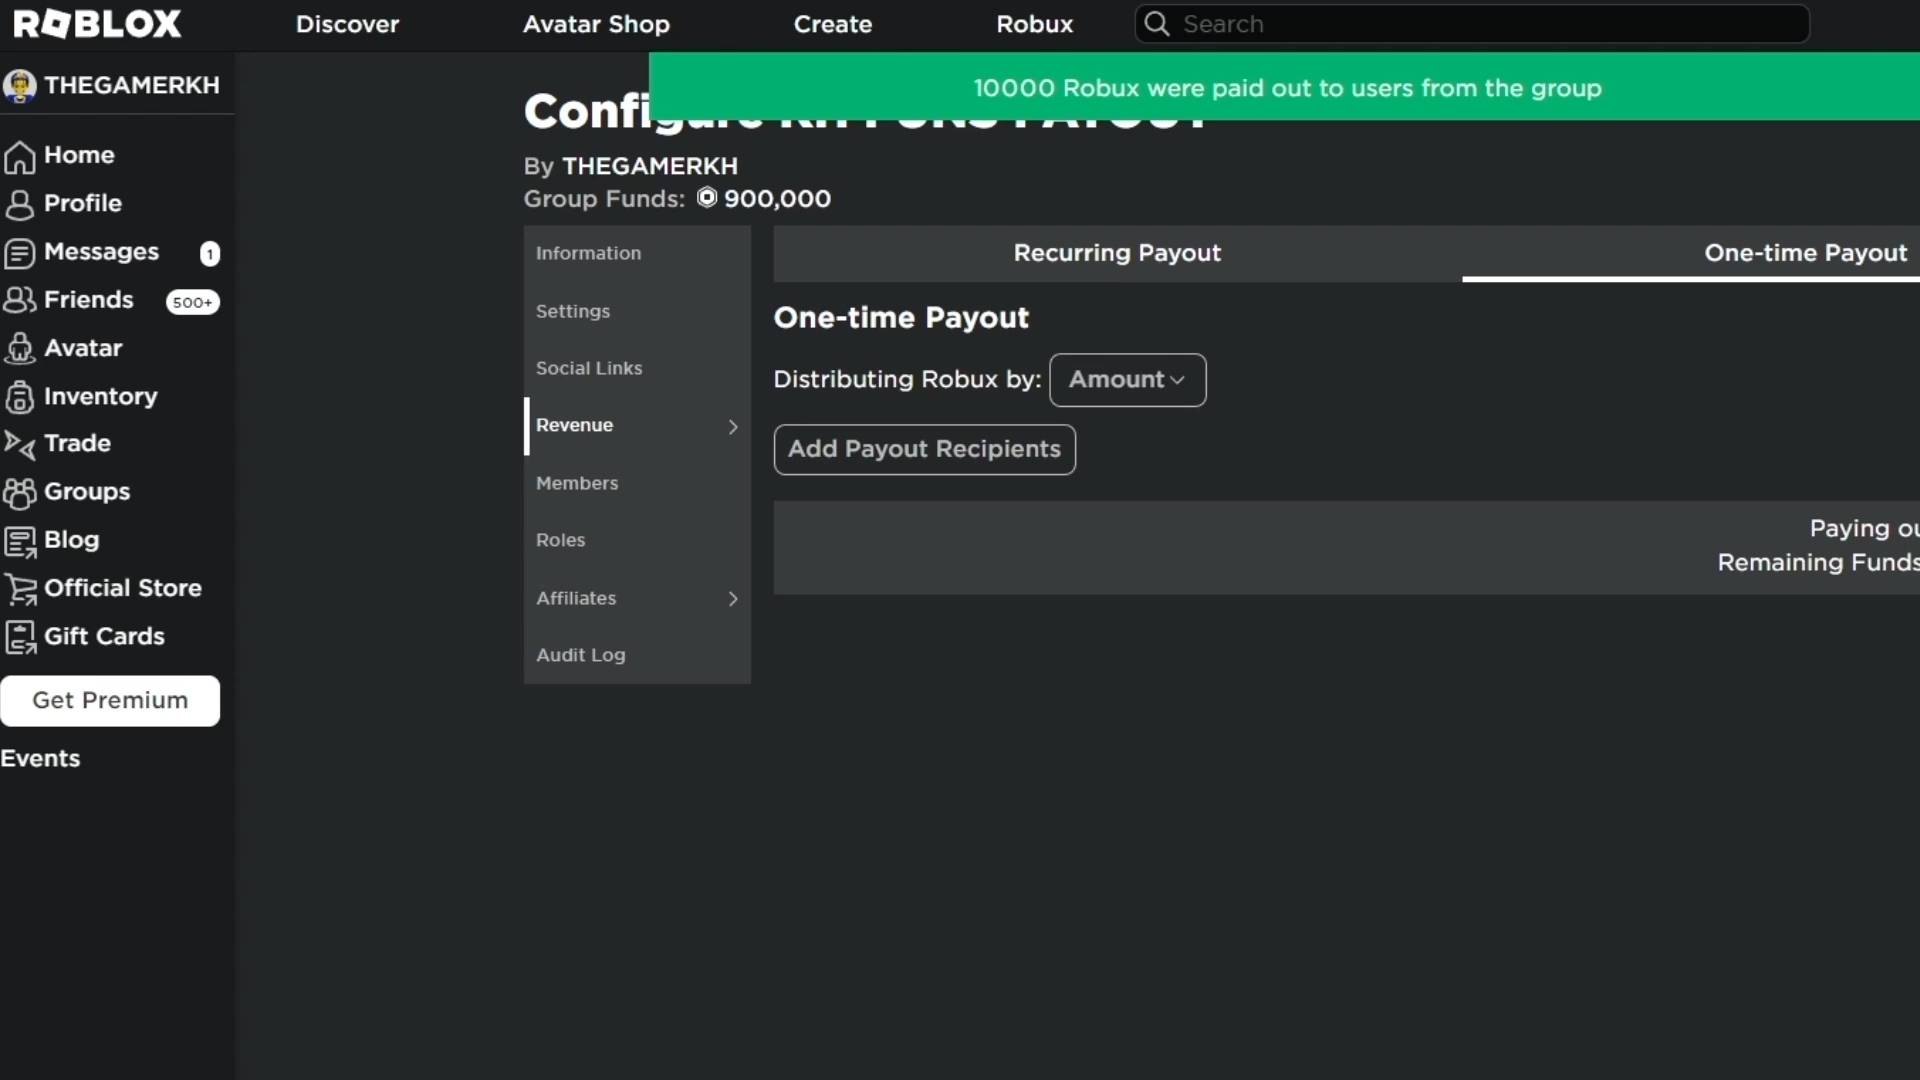 ROBLOX
Discover
Avatar Shop
Create
Robux
Search
THEGAMERKH
10000 Robux were paid out to users from the group
By THEGAMERKH
Group Funds: 900,000
Home
Profile
Messages 1
Friends 500+
Avatar
Inventory
Trade
Groups
Blog
Official Store
Gift Cards
Get Premium
Events
Information
Settings
Social Links
Revenue
Members
Roles
Affiliates
Audit Log
Recurring Payout
One-time Payout
One-time Payout
Distributing Robux by: Amount
Add Payout Recipients
Paying
Remaining Funds